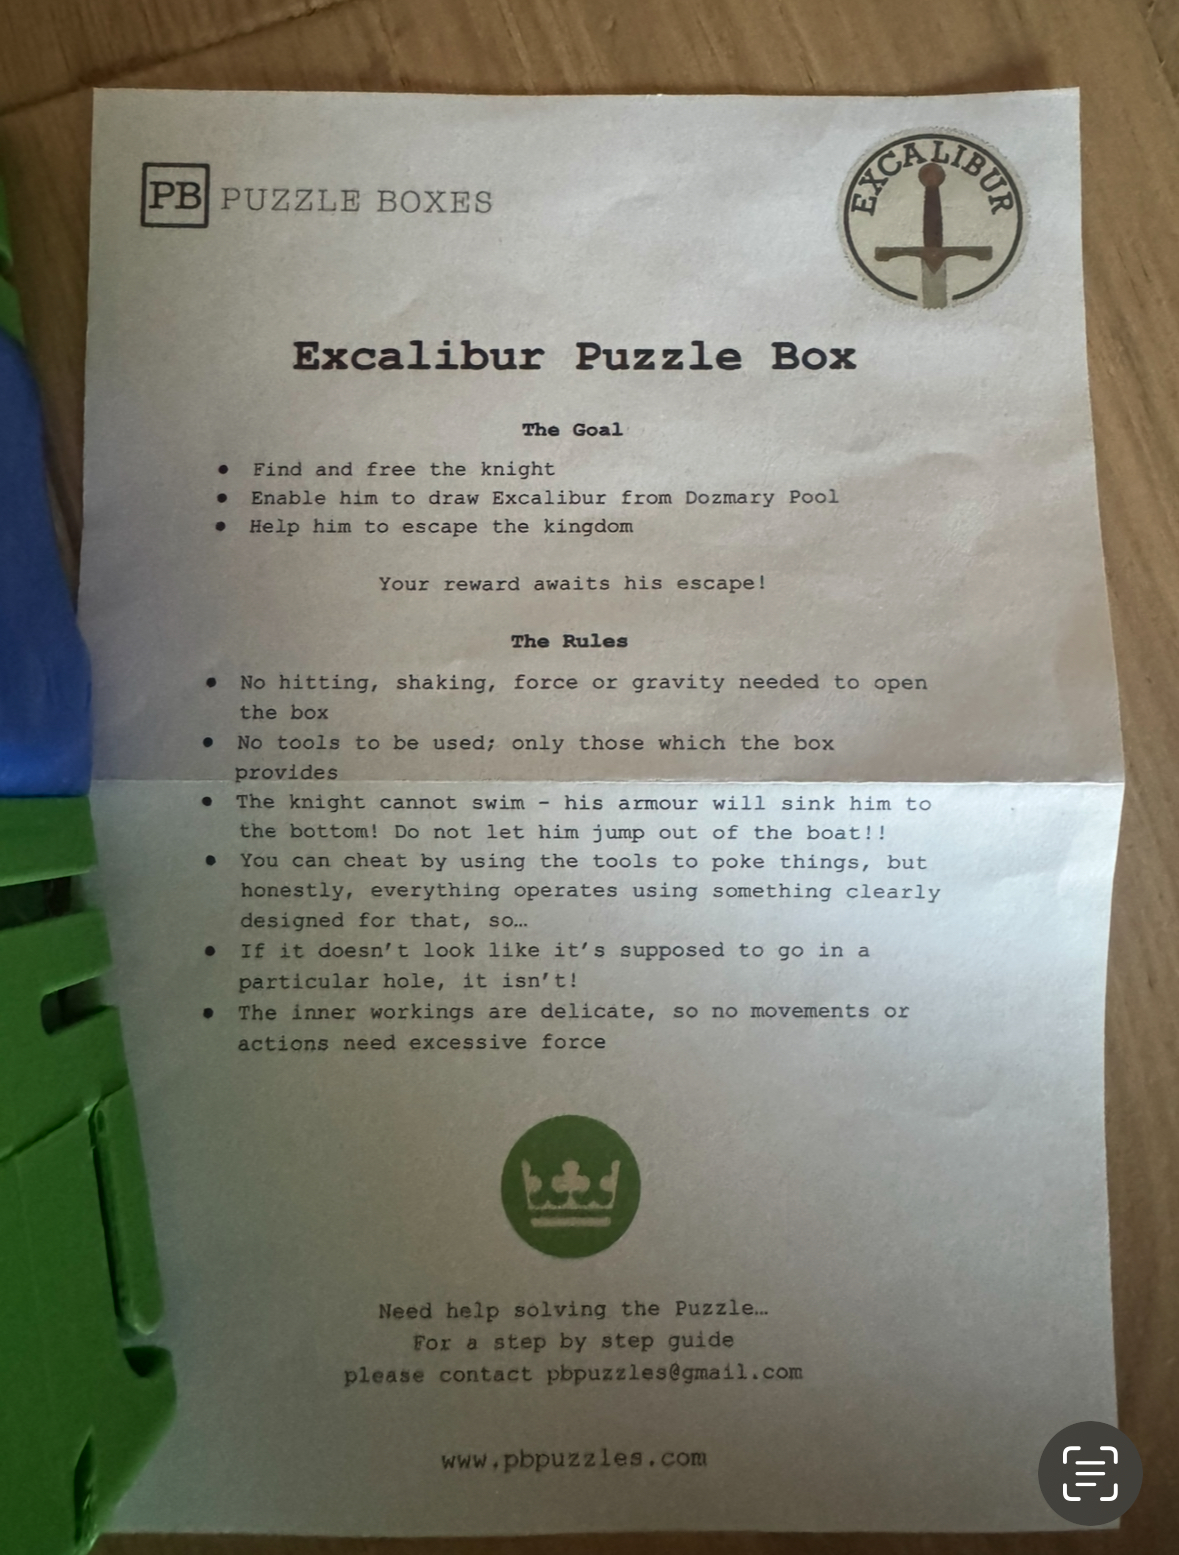 EXCALIBUR
PB PUZZLE BOXES
Excalibur Puzzle Box
The Goal
● Find and free the knight
● Enable him to draw Excalibur from Dozmary Pool
● Help him to escape the kingdom
Your reward awaits his escape!
The Rules
● No hitting, shaking, force or gravity needed to open
the box
● No tools to be used; only those which the box
provides
● The knight cannot swim - his armour will sink him to
the bottom! Do not let him jump out of the boat!!
● You can cheat by using the tools to poke things, but
honestly, everything operates using something clearly
designed for that, so…
● If it doesn't look like it's supposed to go in a
particular hole, it isn't!
● The inner workings are delicate, so no movements or
actions need excessive force
Need help solving the Puzzle…
For a step by step guide
please contact pbpuzzles@gmail.com
www.pbpuzzles.com